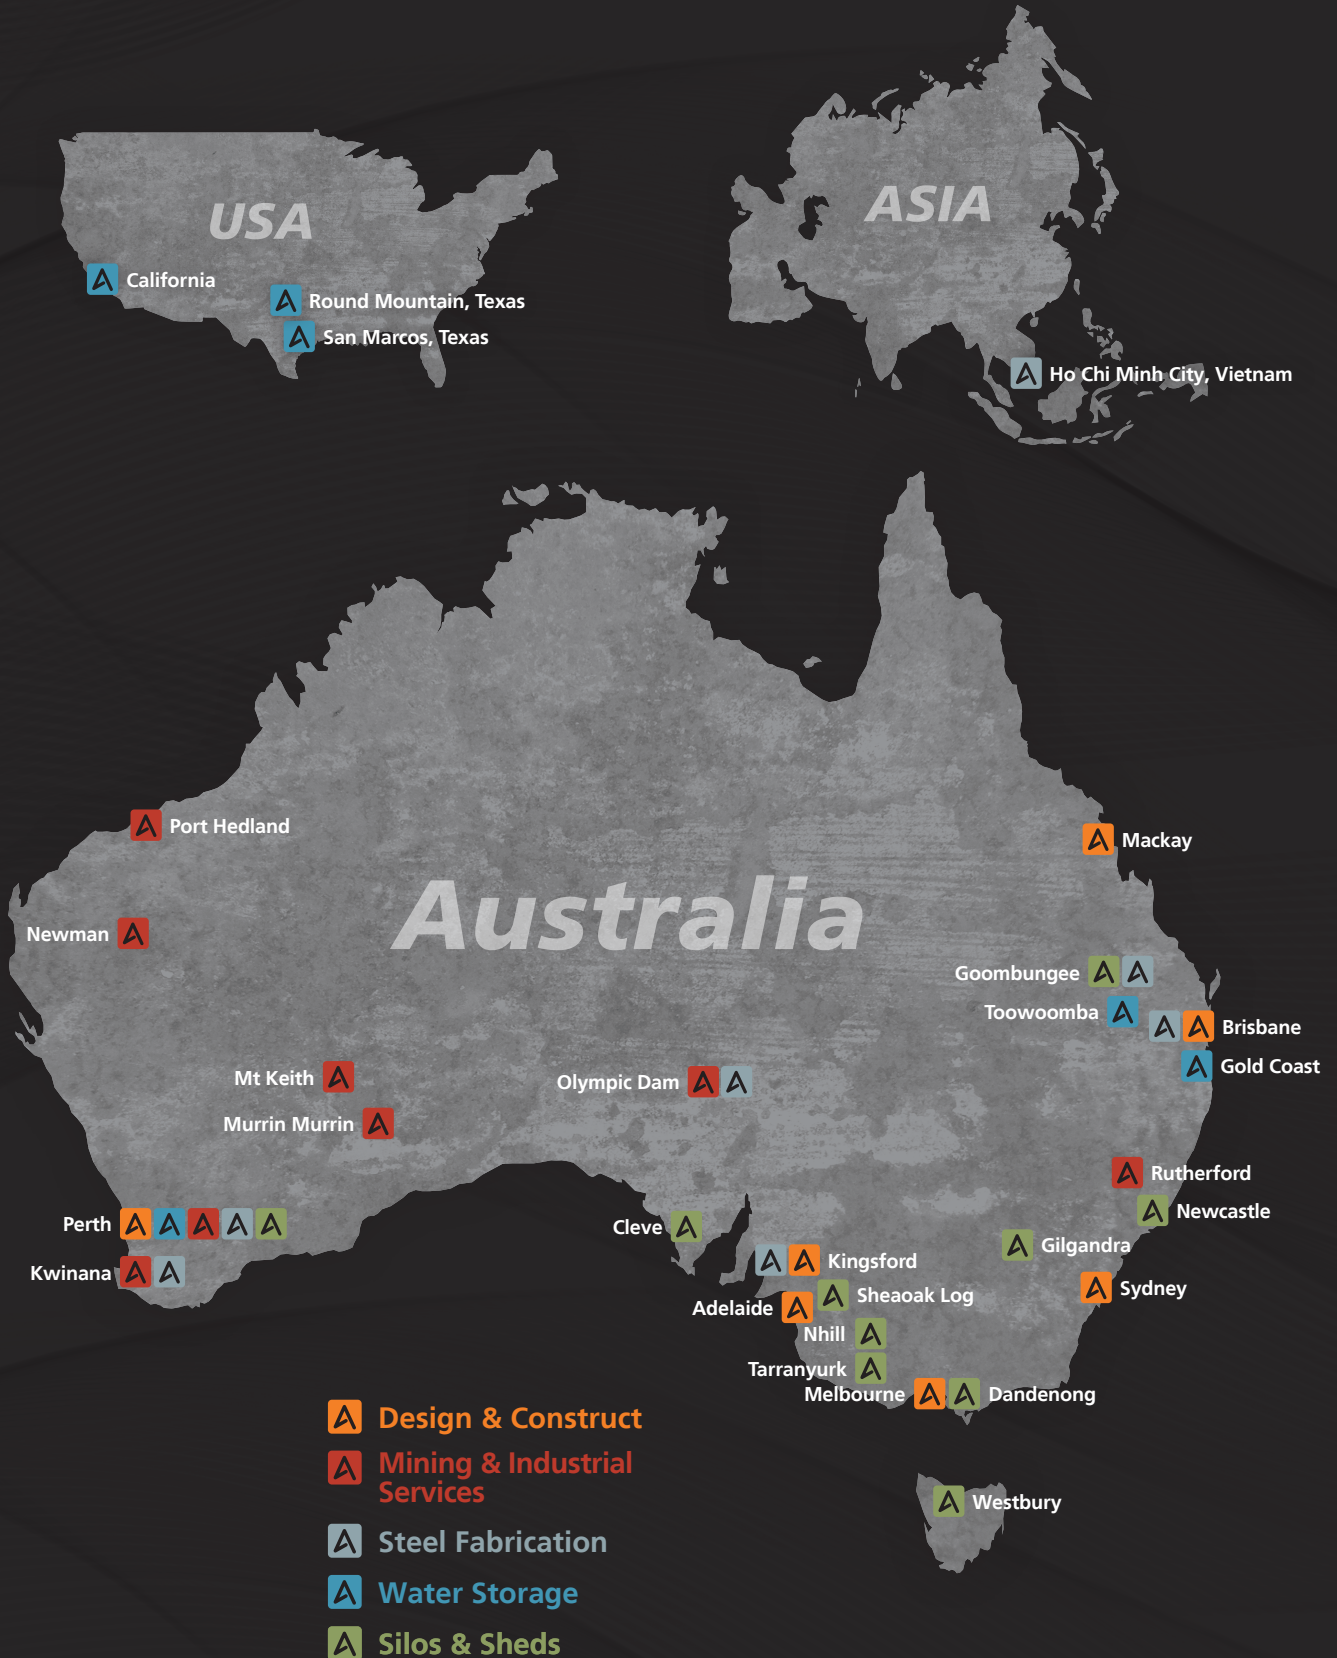 USA
ASIA
California
Round Mountain, Texas
San Marcos, Texas
Ho Chi Minh City, Vietnam
Australia
Port Hedland
Mackay
Newman
Goombungee
Toowoomba
Brisbane
Gold Coast
Mt Keith
Olympic Dam
Murrin Murrin
Rutherford
Newcastle
Perth
Cleve
Gilgandra
Kingsford
Kwinana
Sydney
Sheaoak Log
Adelaide
Nhill
Tarranyurk
Melbourne
Dandenong
Design & Construct
Mining & Industrial
Services
Westbury
Steel Fabrication
Water Storage
Silos & Sheds